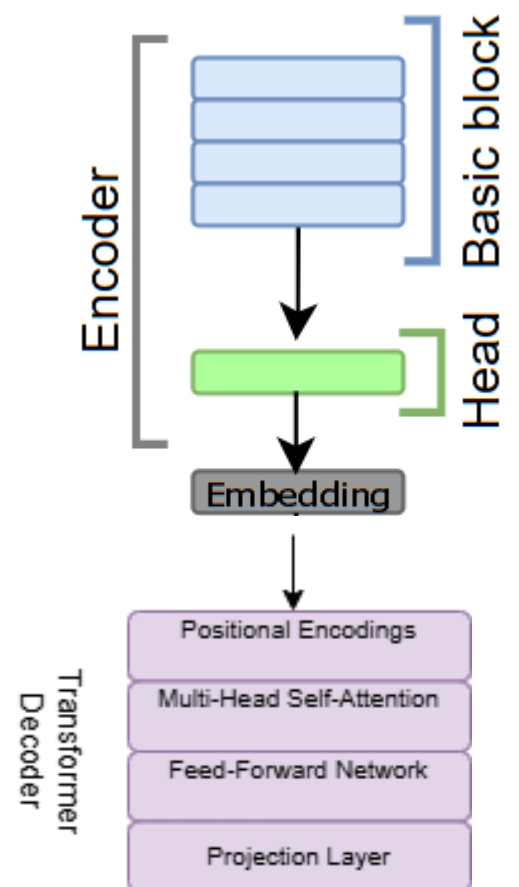 Basic block
Encoder
Head
Embedding
Positional Encodings
Multi-Head Self-Attention
Transformer
Decoder
Feed-Forward Network
Projection Layer